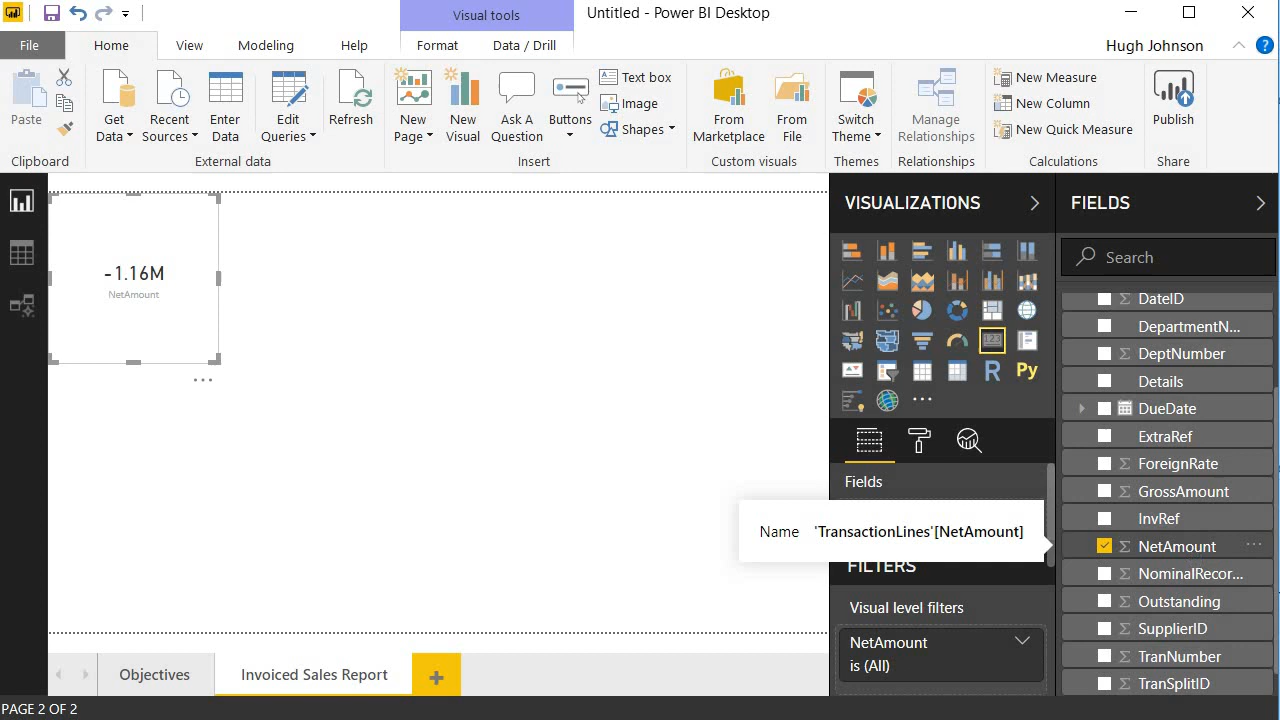 Visual tools
Untitled - Power BI Desktop
File
Home
View
Modeling
Help
Format
Data / Drill
Hugh Johnson
?
Paste
Get Data
Recent Sources
Enter Data
Edit Queries
Refresh
New Page
New Visual
Ask A Question
Buttons
Text box
Image
Shapes
From Marketplace
From File
Switch Theme
Manage Relationships
New Measure
New Column
New Quick Measure
Publish
Clipboard
External data
Insert
Custom visuals
Themes
Relationships
Calculations
Share
-1.16M
NetAmount
...
VISUALIZATIONS
123
R
Py
...
Fields
Name 'TransactionLines'[NetAmount]
FILTERS
Visual level filters
NetAmount
is (All)
FIELDS
Search
Σ DateID
DepartmentN...
Σ DeptNumber
Details
DueDate
ExtraRef
Σ ForeignRate
Σ GrossAmount
InvRef
Σ NetAmount ...
Σ NominalRecor...
Σ Outstanding
Σ SupplierID
Σ TranNumber
Σ TranSplitID
Objectives
Invoiced Sales Report
+
PAGE 2 OF 2